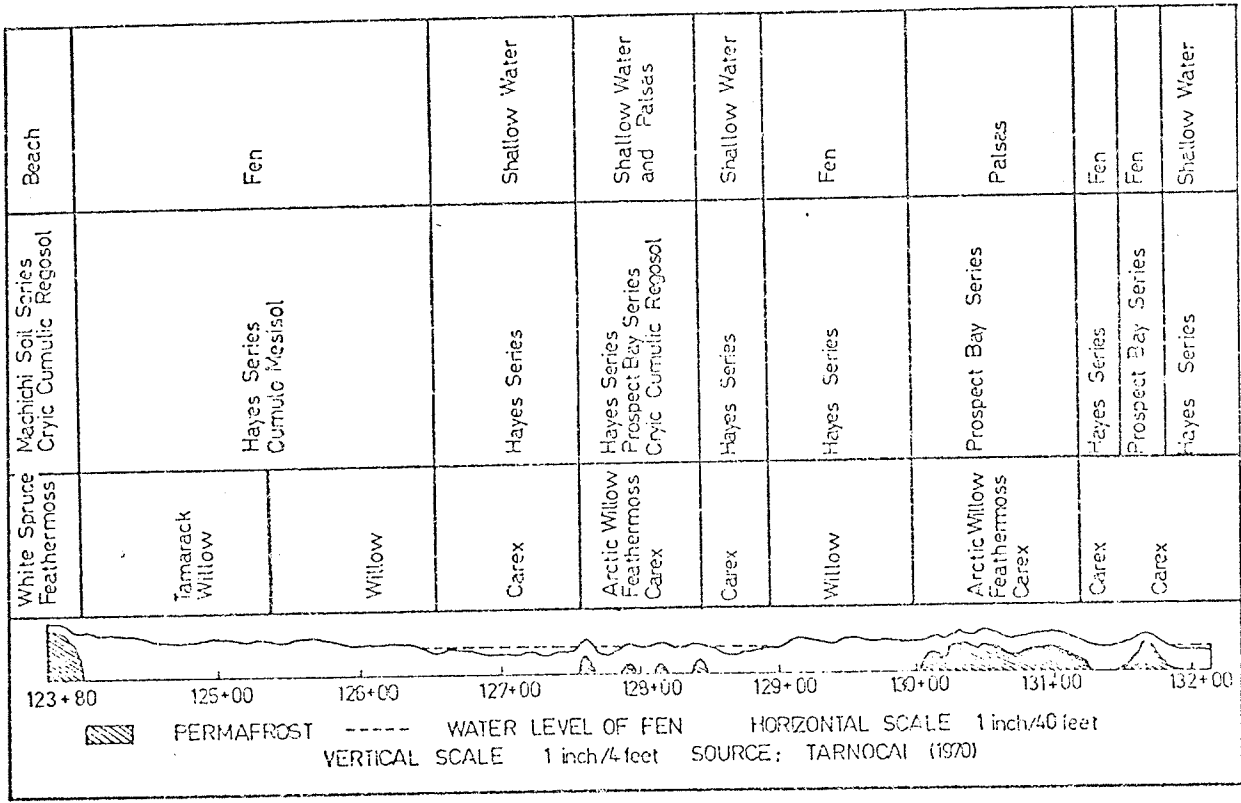 Beach
Fen
Shallow Water
Shallow Water
and Palsas
Shallow Water
Fen
Palsas
Fen
Fen
Shallow Water
Machichi Soil Series
Cryic Cumulic Regosol
Hayes Series
Cumulo Mesisol
Hayes Series
Hayes Series
Prospect Bay Series
Cryic Cumulic Regosol
Hayes Series
Hayes Series
Prospect Bay Series
Hayes Series
Prospect Bay Series
Hayes Series
White Spruce
Feathermoss
Tamarack
Willow
Willow
Carex
Arctic Willow
Feathermoss
Carex
Carex
Willow
Arctic Willow
Feathermoss
Carex
Carex
Carex
123+80 125+00 126+00 127+00 128+00 129+00 130+00 131+00 132+00
PERMAFROST ----- WATER LEVEL OF FEN HORIZONTAL SCALE 1 inch/40 feet
VERTICAL SCALE 1 inch/4 feet SOURCE: TARNOCAI (1970)